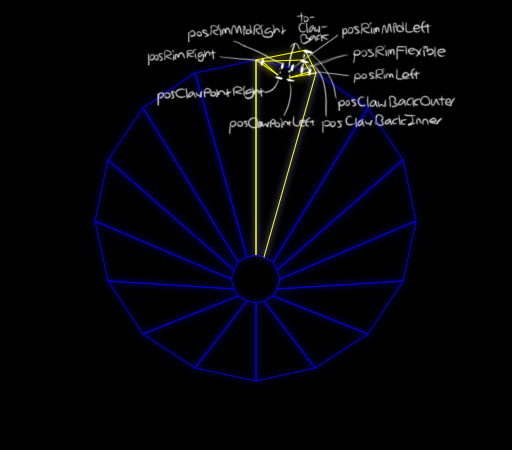 to-
Claw-
Back
posRimMidRight
posRimMidLeft
posRimRight
posRimFlexible
posRimLeft
posClawPointRight
posClawBackOuter
posClawPointLeft
posClawBackInner